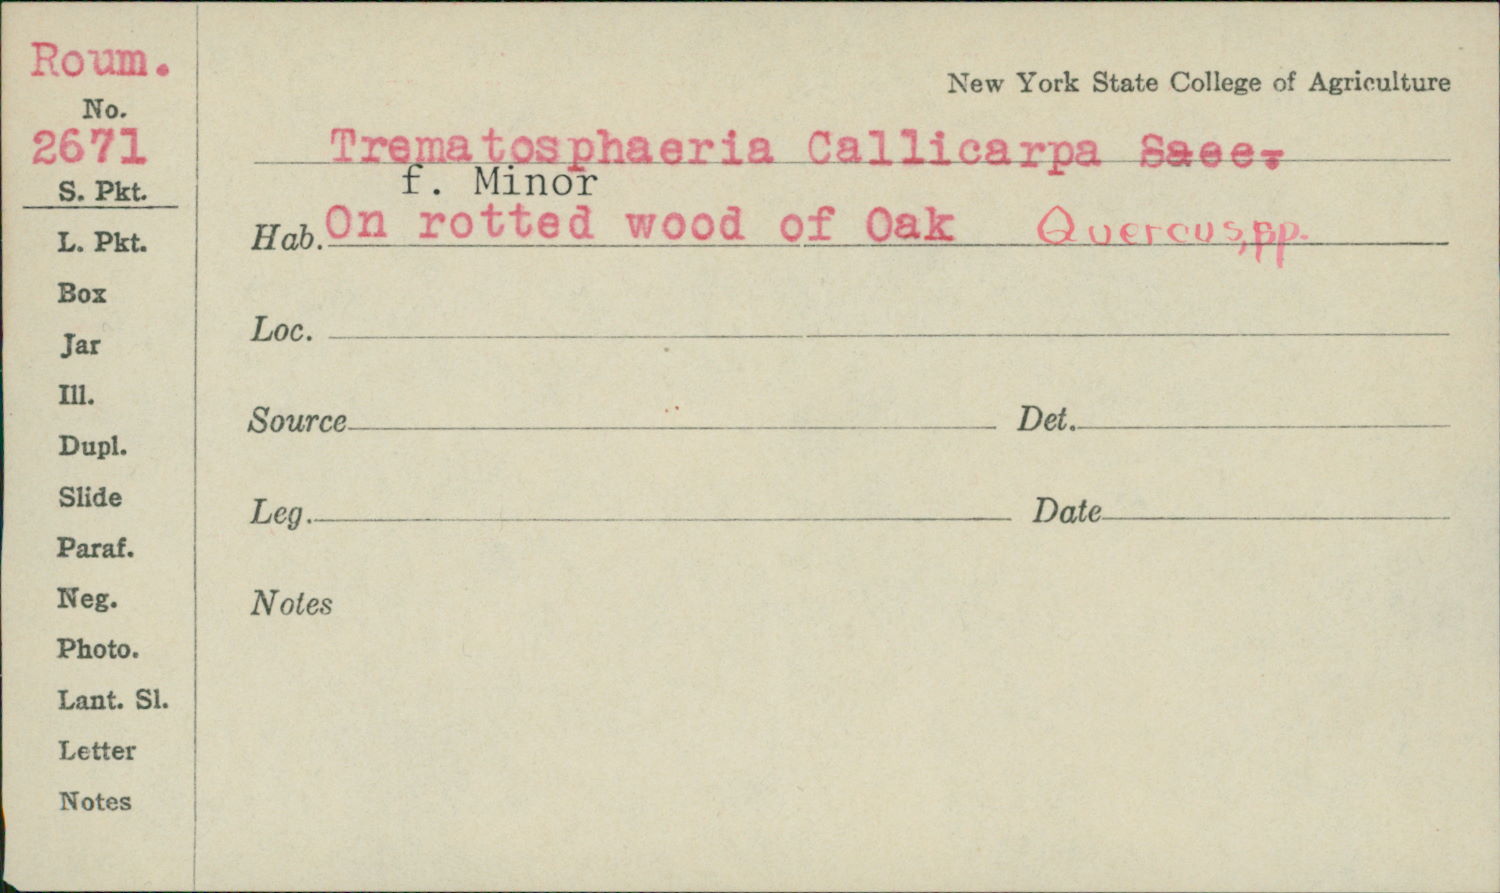 Roum.
New York State College of Agriculture
No.
2671
Trematosphaeria Callicarpa Sacc.
f. Minor
S. Pkt.
Hab. On rotted wood of Oak Quercus, sp.
L. Pkt.
Box
Loc.
Jar
Ill.
Source Det.
Dupl.
Slide
Leg. Date
Paraf.
Neg.
Notes
Photo.
Lant. Sl.
Letter
Notes